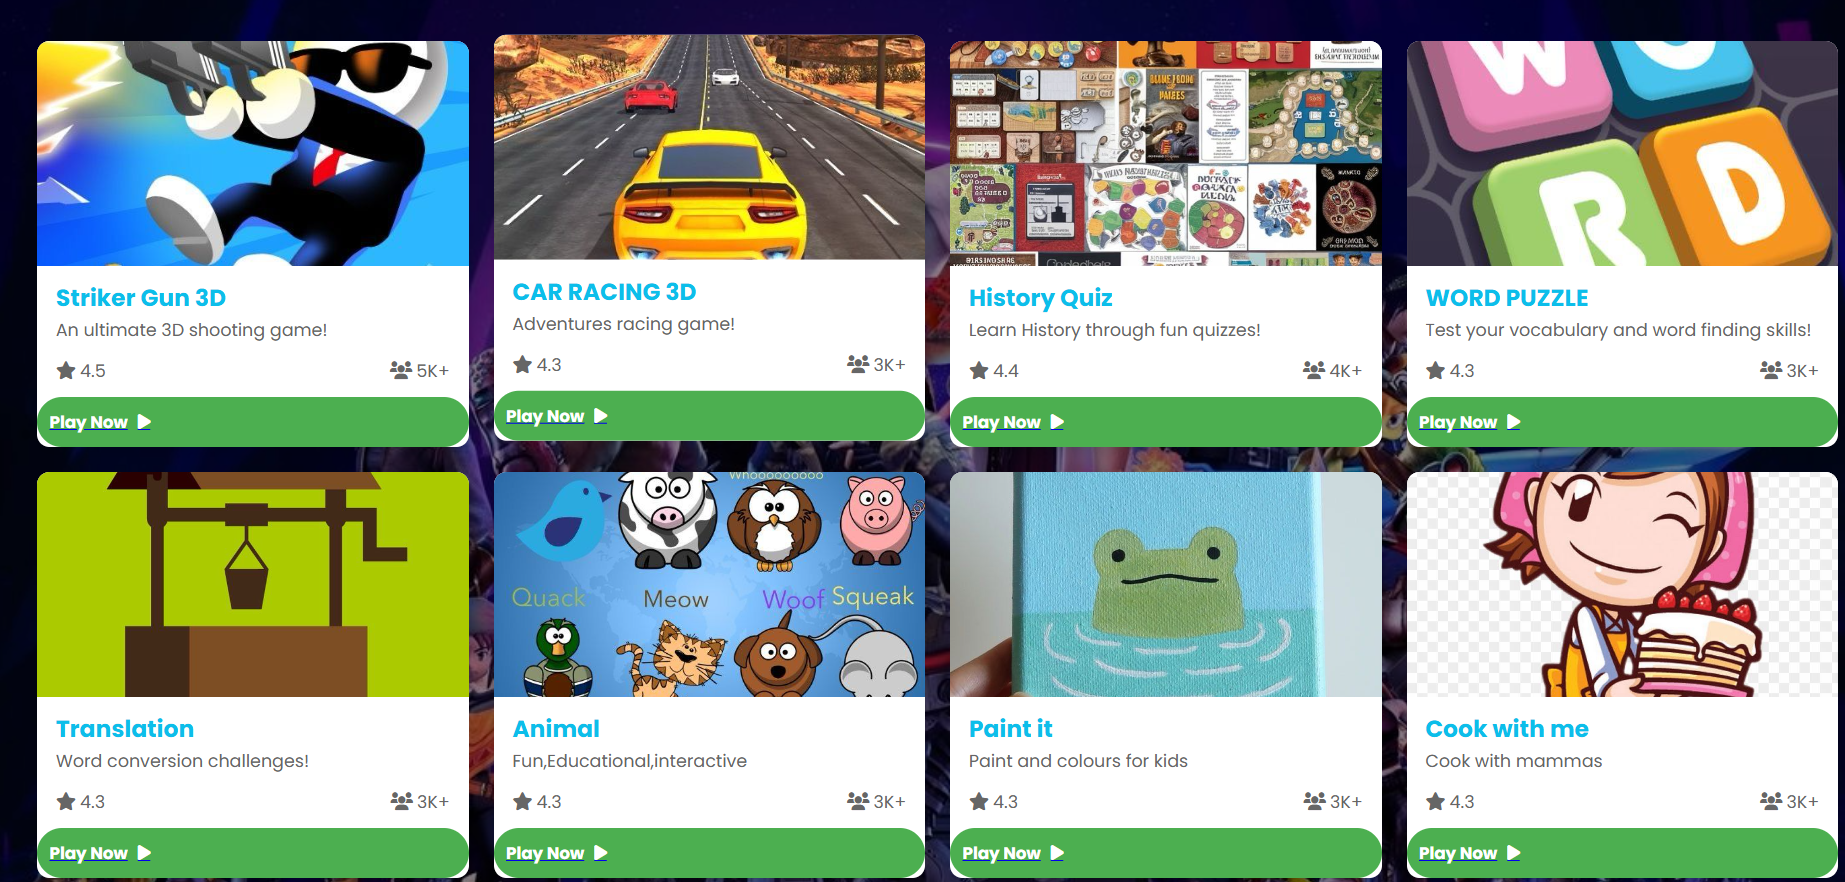 W O
R D
Striker Gun 3D
An ultimate 3D shooting game!
4.5 5K+
Play Now
CAR RACING 3D
Adventures racing game!
4.3 3K+
Play Now
History Quiz
Learn History through fun quizzes!
4.4 4K+
Play Now
WORD PUZZLE
Test your vocabulary and word finding skills!
4.3 3K+
Play Now
Whooooooooo
Quack Meow Woof Squeak
Translation
Word conversion challenges!
4.3 3K+
Play Now
Animal
Fun,Educational,interactive
4.3 3K+
Play Now
Paint it
Paint and colours for kids
4.3 3K+
Play Now
Cook with me
Cook with mammas
4.3 3K+
Play Now